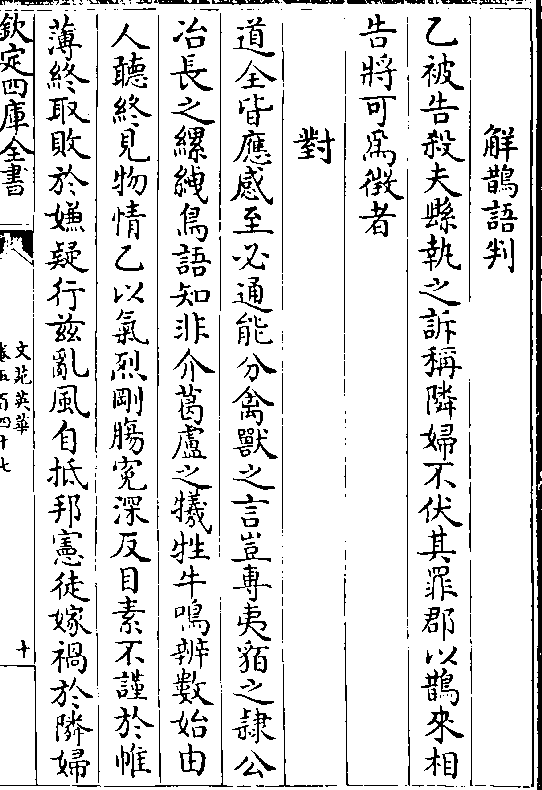 解鵲語判
乙被告殺夫縣執之訴稱隣婦不伏其罪郡以鵲來相
告將可為徴者
對
道全皆應感至必通能分禽獸之言豈專夷貊之隷公
冶長之縲絏鳥語知非介葛盧之犧牲牛鳴辨數始由
人聽終見物情乙以氣烈剛腸寃深反目素不謹於帷
薄終取敗於嫌疑行兹亂風自抵邦憲徒嫁禍於隣婦
欽定四庫全書
文苑英華
卷五百四十七
十